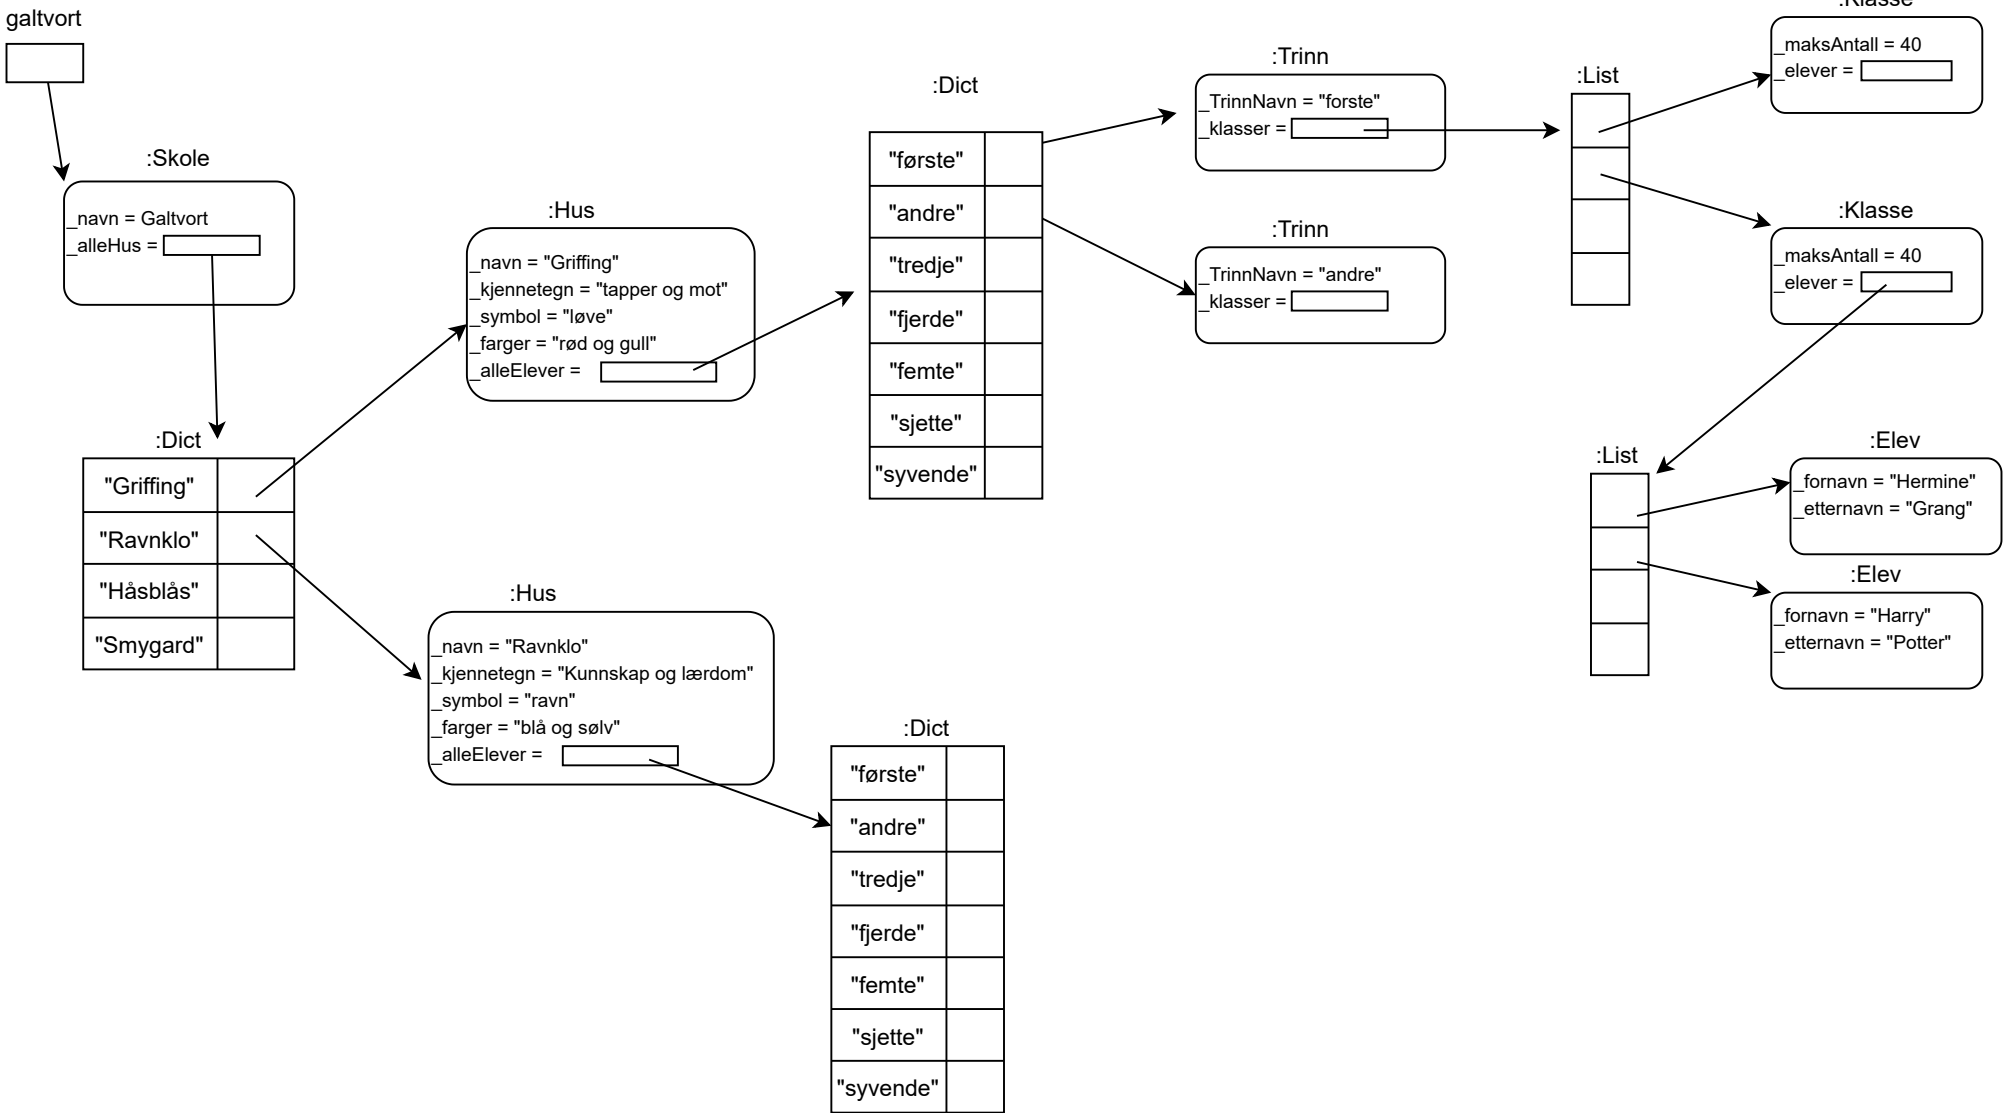 galtvort
:Skole
_navn = Galtvort
_alleHus =
:Dict
"Griffing"
"Ravnklo"
"Håsblås"
"Smygard"
:Hus
_navn = "Griffing"
_kjennetegn = "tapper og mot"
_symbol = "løve"
_farger = "rød og gull"
_alleElever =
:Hus
_navn = "Ravnklo"
_kjennetegn = "Kunnskap og lærdom"
_symbol = "ravn"
_farger = "blå og sølv"
_alleElever =
:Dict
"første"
"andre"
"tredje"
"fjerde"
"femte"
"sjette"
"syvende"
:Dict
"første"
"andre"
"tredje"
"fjerde"
"femte"
"sjette"
"syvende"
:Trinn
_TrinnNavn = "forste"
_klasser =
:Trinn
_TrinnNavn = "andre"
_klasser =
:List
:Klasse
_maksAntall = 40
_elever =
:Klasse
_maksAntall = 40
_elever =
:List
:Elev
_fornavn = "Hermine"
_etternavn = "Grang"
:Elev
_fornavn = "Harry"
_etternavn = "Potter"